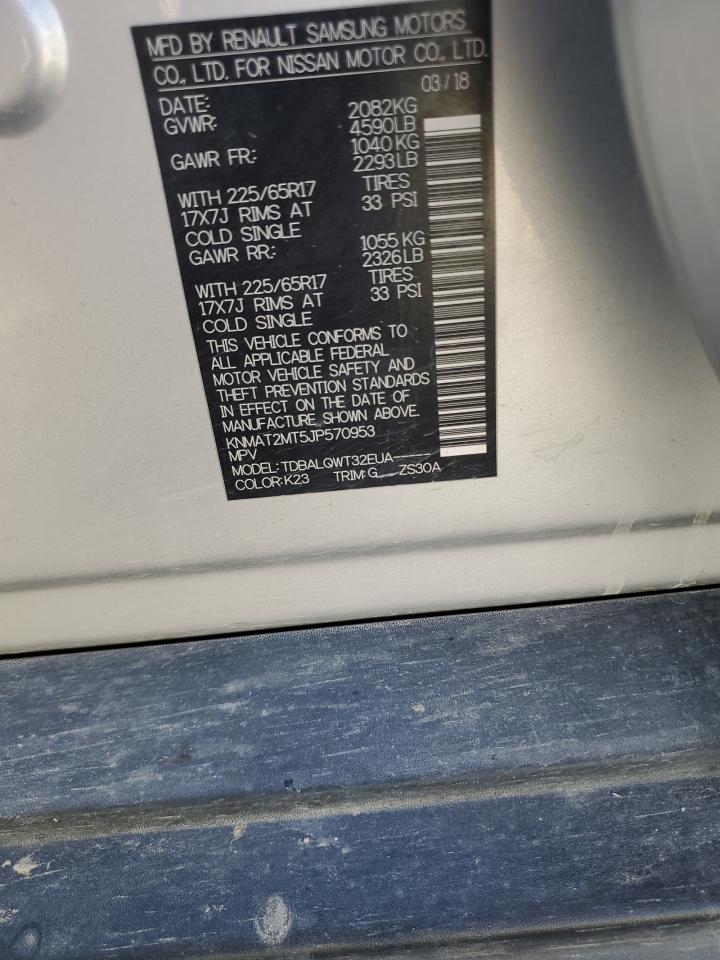 MFD BY RENAULT SAMSUNG MOTORS
CO., LTD. FOR NISSAN MOTOR CO., LTD.
DATE: 03/18
GVWR: 2082KG
4590LB
GAWR FR: 1040KG
2293LB
WITH 225/65R17 TIRES
17X7J RIMS AT 33 PSI
COLD SINGLE
GAWR RR: 1055KG
2326LB
WITH 225/65R17 TIRES
17X7J RIMS AT 33 PSI
COLD SINGLE
THIS VEHICLE CONFORMS TO
ALL APPLICABLE FEDERAL
MOTOR VEHICLE SAFETY AND
THEFT PREVENTION STANDARDS
IN EFFECT ON THE DATE OF
MANUFACTURE SHOWN ABOVE.
KNMAT2MT5JP570953
MPV
MODEL: TDBALQWT32EUA-----
COLOR: K23 TRIM: G ZS30A